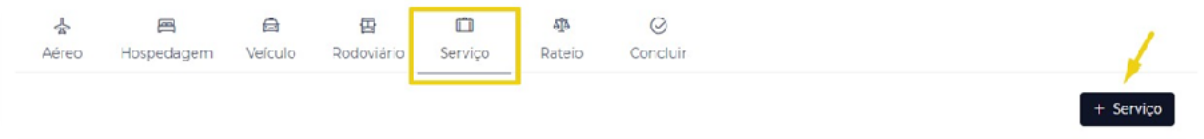 Aéreo Hospedagem Veículo Rodoviário Serviço Rateio Concluir
+ Serviço